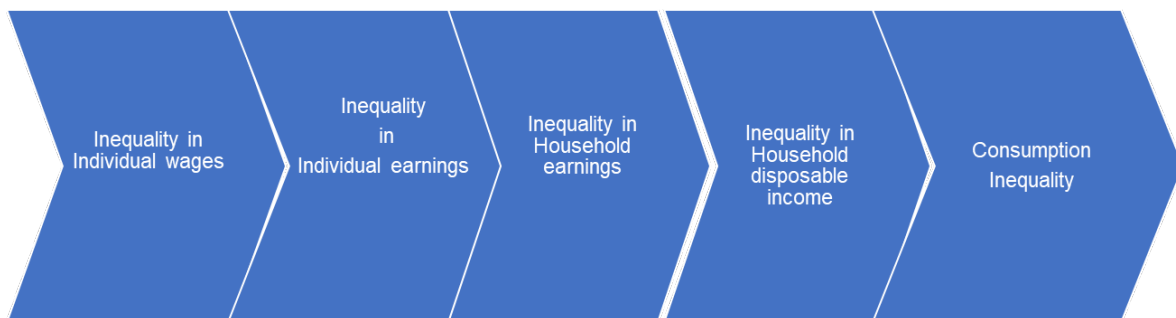 Inequality in
Individual wages
Inequality
in
Individual earnings
Inequality in
Household
earnings
Inequality in
Household
disposable
income
Consumption
Inequality